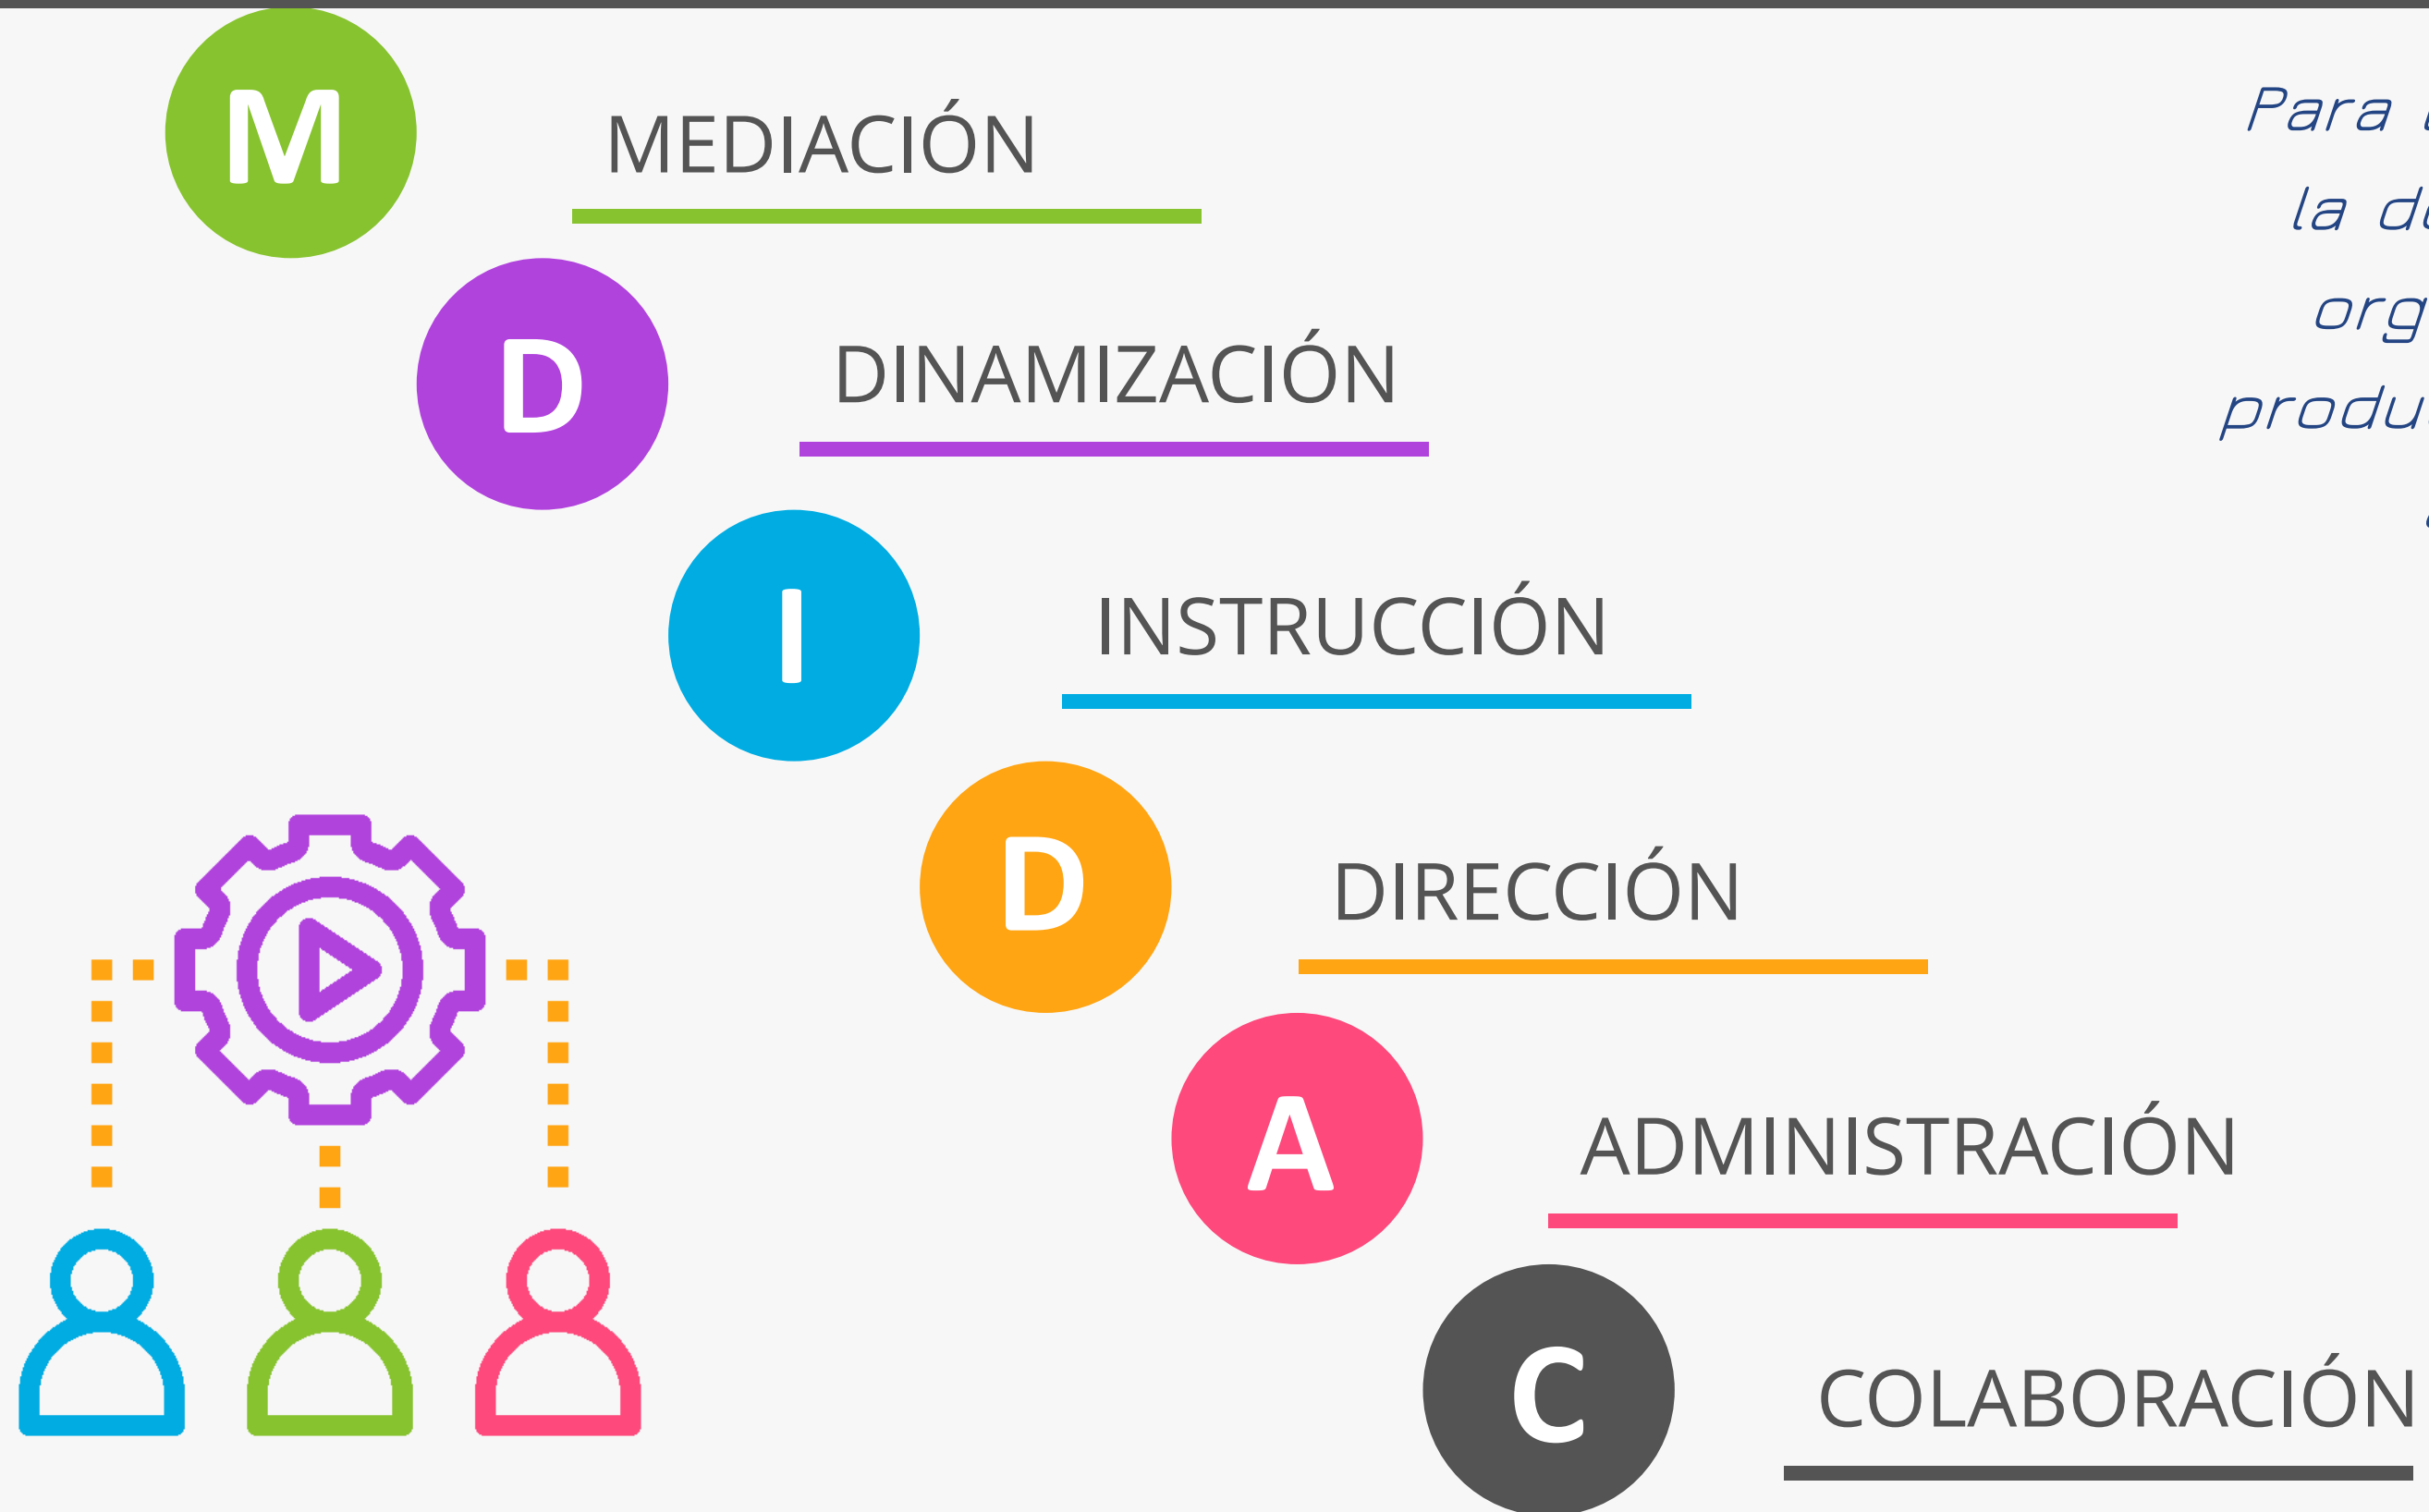 M
MEDIACIÓN
Para
la
D
DINAMIZACIÓN
I
INSTRUCCIÓN
D
DIRECCIÓN
A
ADMINISTRACIÓN
C
COLABORACIÓN